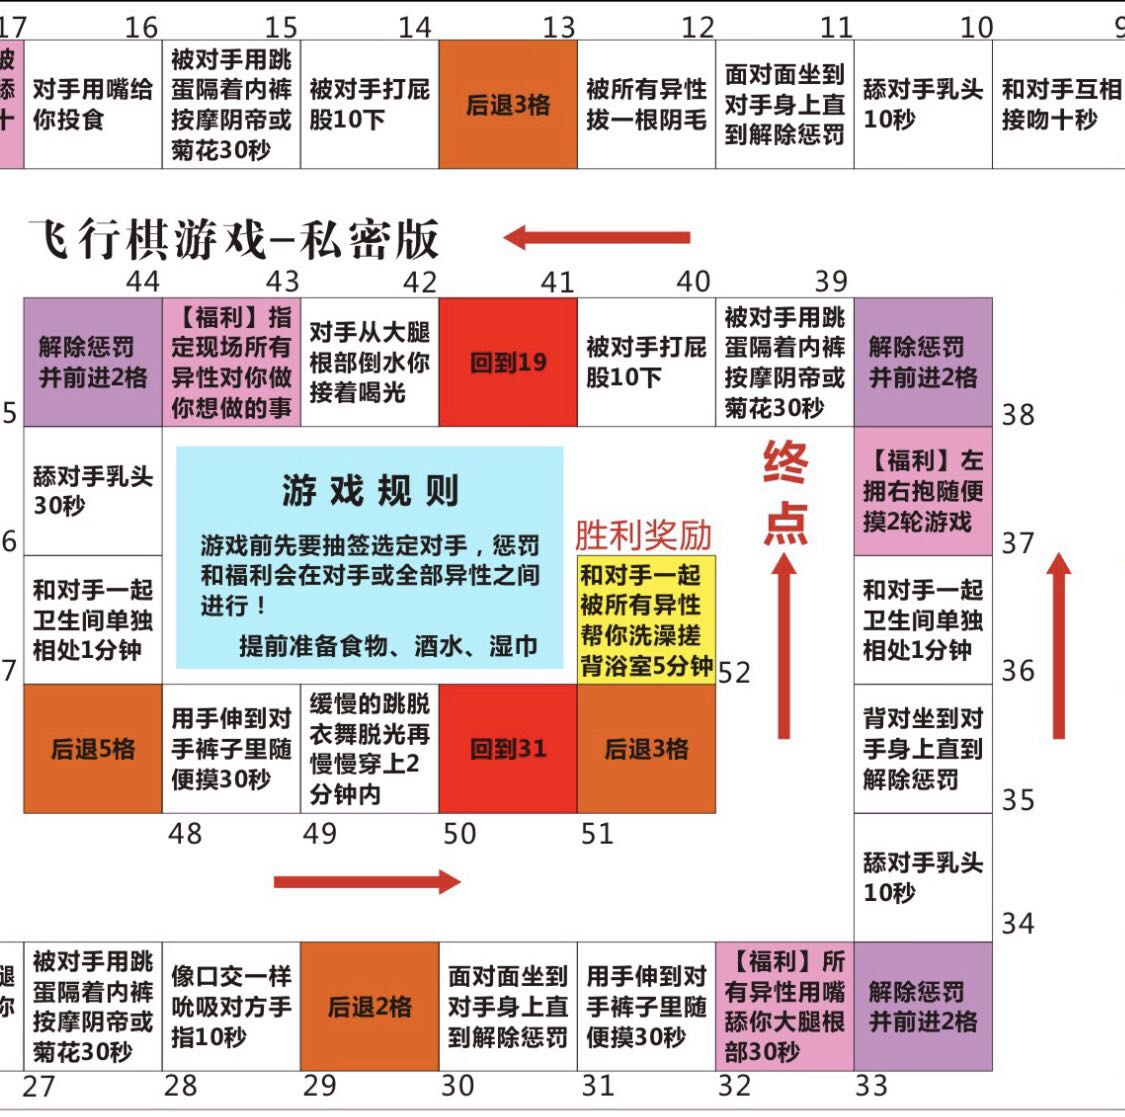 17
16
15
14
13
12
11
10
9
对手用嘴给
你投食
被对手用跳
蛋隔着内裤
按摩阴帝或
菊花30秒
被对手打屁
股10下
后退3格
被所有异性
拔一根阴毛
面对面坐到
对手身上直
到解除惩罚
舔对手乳头
10秒
和对手互相
接吻十秒
飞行棋游戏-私密版
44
43
42
41
40
39
解除惩罚
并前进2格
【福利】指
定现场所有
异性对你做
你想做的事
对手从大腿
根部倒水你
接着喝光
回到19
被对手打屁
股10下
被对手用跳
蛋隔着内裤
按摩阴帝或
菊花30秒
解除惩罚
并前进2格
5
38
舔对手乳头
30秒
6
和对手一起
卫生间单独
相处1分钟
7
游戏规则
游戏前先要抽签选定对手，惩罚
和福利会在对手或全部异性之间
进行！
提前准备食物、酒水、湿巾
终
点
胜利奖励
和对手一起
被所有异性
帮你洗澡搓
背浴室5分钟
52
【福利】左
拥右抱随便
摸2轮游戏
37
和对手一起
卫生间单独
相处1分钟
36
背对坐到对
手身上直到
解除惩罚
35
舔对手乳头
10秒
34
后退5格
用手伸到对
手裤子里随
便摸30秒
缓慢的跳脱
衣舞脱光再
慢慢穿上2
分钟内
回到31
后退3格
48
49
50
51
腿
你
被对手用跳
蛋隔着内裤
按摩阴帝或
菊花30秒
像口交一样
吮吸对方手
指10秒
后退2格
面对面坐到
对手身上直
到解除惩罚
用手伸到对
手裤子里随
便摸30秒
【福利】所
有异性用嘴
舔你大腿根
部30秒
解除惩罚
并前进2格
27
28
29
30
31
32
33